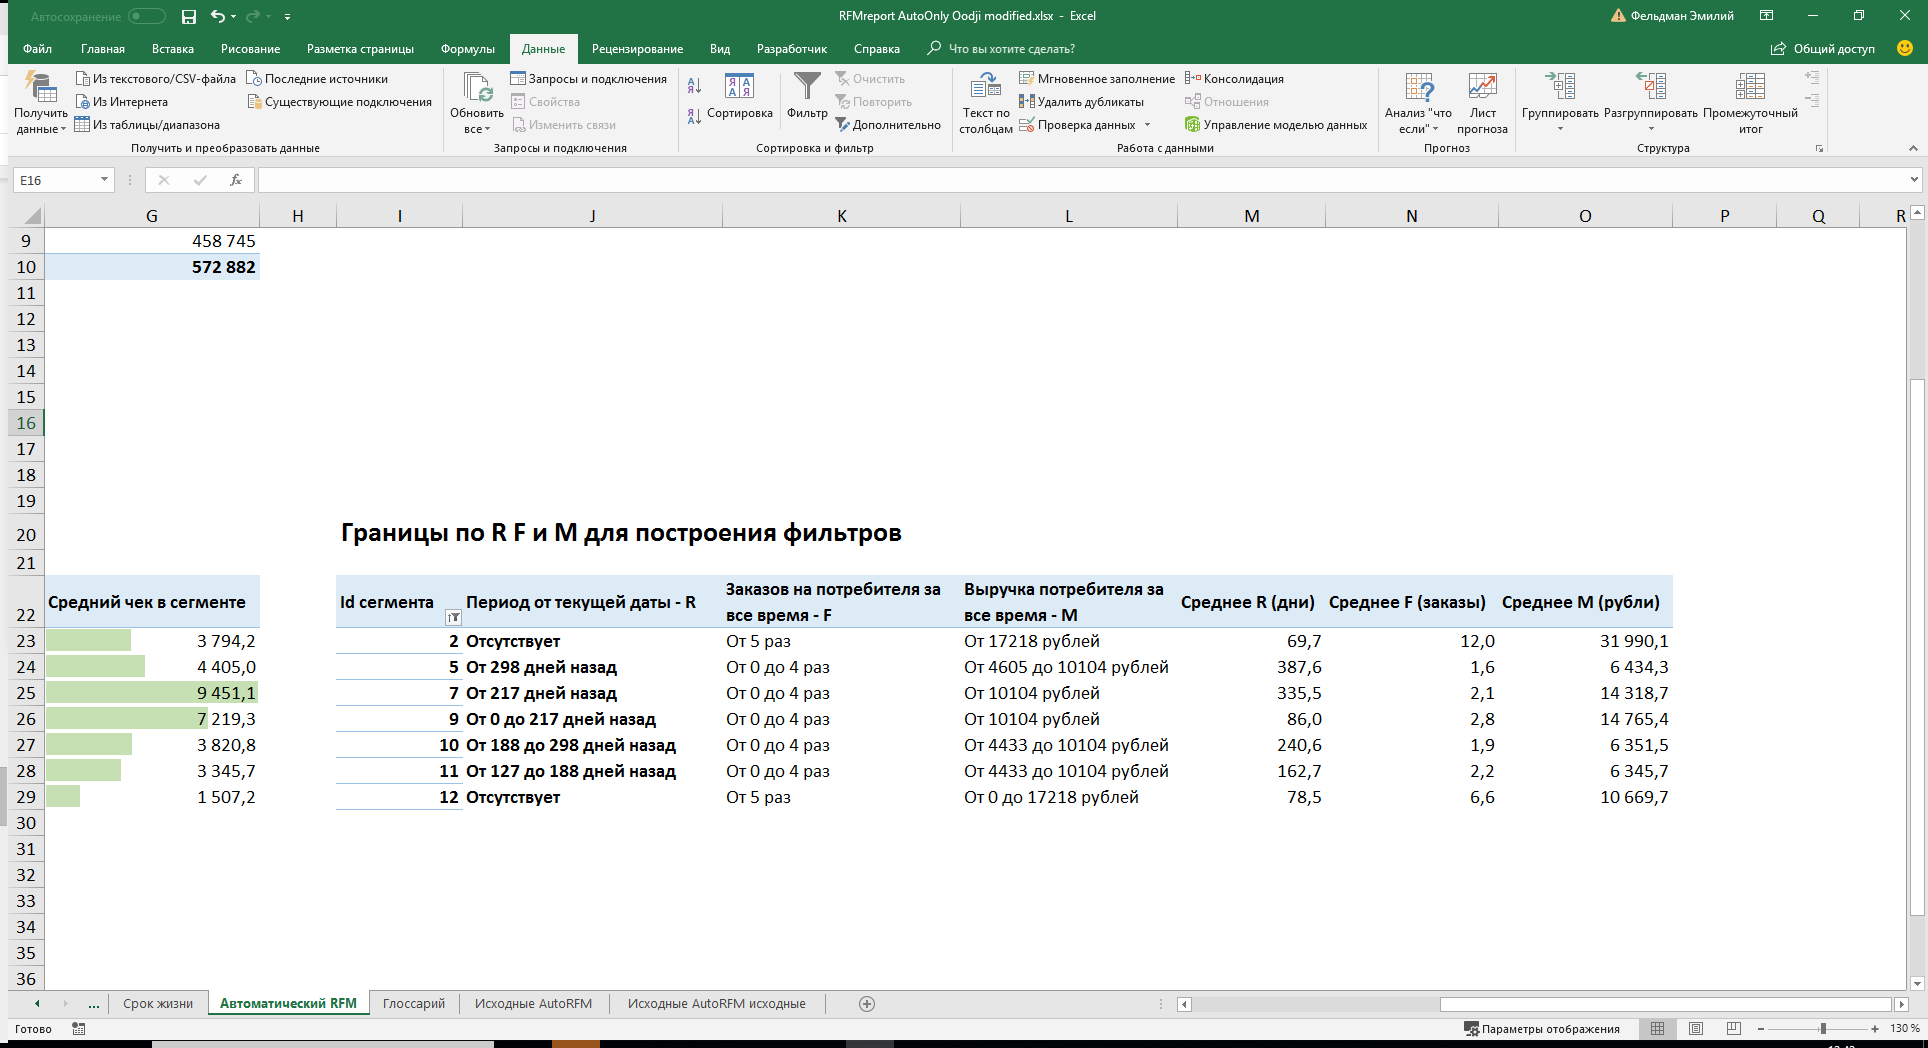 Автосохранение
RFMreport AutoOnly Oodji modified.xlsx - Excel
Фельдман Эмилий
Файл Главная Вставка Рисование Разметка страницы Формулы Данные Рецензирование Вид Разработчик Справка Что вы хотите сделать? Общий доступ
Получить данные
Из текстового/CSV-файла
Из Интернета
Из таблицы/диапазона
Последние источники
Существующие подключения
Получить и преобразовать данные
Обновить все
Запросы и подключения
Свойства
Изменить связи
Запросы и подключения
Сортировка
Фильтр
Очистить
Повторить
Дополнительно
Сортировка и фильтр
Текст по столбцам
Мгновенное заполнение
Удалить дубликаты
Проверка данных
Консолидация
Отношения
Управление моделью данных
Работа с данными
Анализ "что если"
Лист прогноза
Прогноз
Группировать
Разгруппировать
Промежуточный итог
Структура
E16
fx
G H I J K L M N O P Q R
9 458 745
10 572 882
11
12
13
14
15
16
17
18
19
20 Границы по R F и M для построения фильтров
21
22 Средний чек в сегменте Id сегмента Период от текущей даты - R Заказов на потребителя за все время - F Выручка потребителя за все время - M Среднее R (дни) Среднее F (заказы) Среднее M (рубли)
23 3 794,2 2 Отсутствует От 5 раз От 17218 рублей 69,7 12,0 31 990,1
24 4 405,0 5 От 298 дней назад От 0 до 4 раз От 4605 до 10104 рублей 387,6 1,6 6 434,3
25 9 451,1 7 От 217 дней назад От 0 до 4 раз От 10104 рублей 335,5 2,1 14 318,7
26 7 219,3 9 От 0 до 217 дней назад От 0 до 4 раз От 10104 рублей 86,0 2,8 14 765,4
27 3 820,8 10 От 188 до 298 дней назад От 0 до 4 раз От 4433 до 10104 рублей 240,6 1,9 6 351,5
28 3 345,7 11 От 127 до 188 дней назад От 0 до 4 раз От 4433 до 10104 рублей 162,7 2,2 6 345,7
29 1 507,2 12 Отсутствует От 5 раз От 0 до 17218 рублей 78,5 6,6 10 669,7
30
31
32
33
34
35
36
... Срок жизни Автоматический RFM Глоссарий Исходные AutoRFM Исходные AutoRFM исходные
Готово
Параметры отображения
130 %